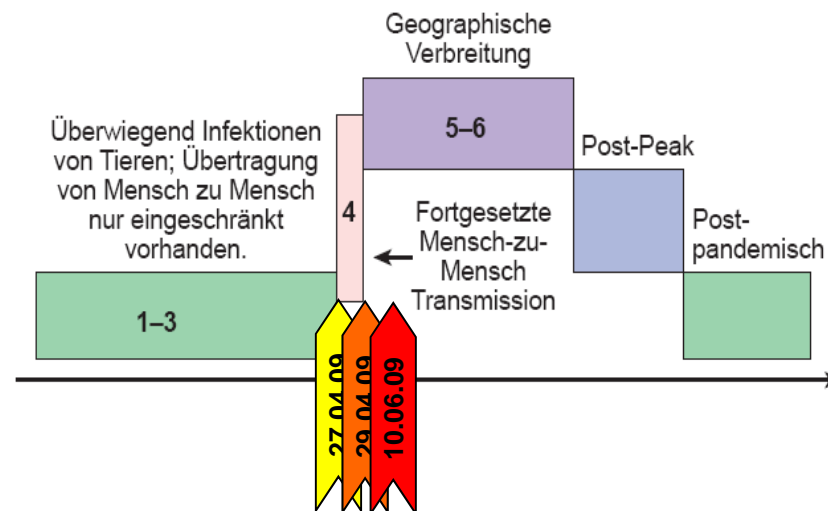 Geographische
Verbreitung
Überwiegend Infektionen
von Tieren; Übertragung
von Mensch zu Mensch
nur eingeschränkt
vorhanden.
5–6
Post-Peak
4
Fortgesetzte
Mensch-zu-
Mensch
Transmission
Post-
pandemisch
1–3
27.04.09
29.04.09
10.06.09